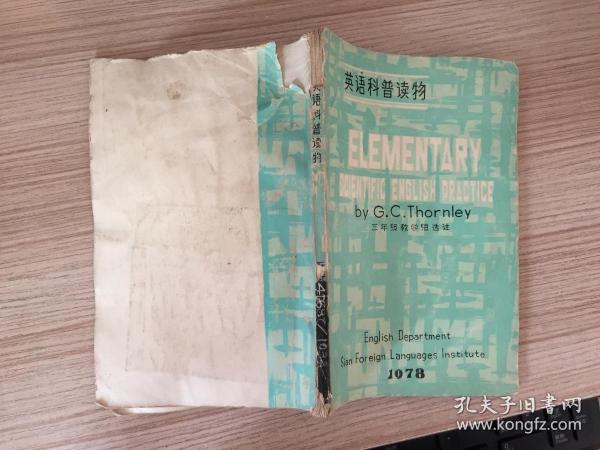 英语科普读物
ELEMENTARY
SCIENTIFIC ENGLISH PRACTICE
by G.C.Thornley
三年级教学组选注
English Department
Sian Foreign Languages Institute
1978
英语科普读物
孔夫子旧书网
www.kongfz.com